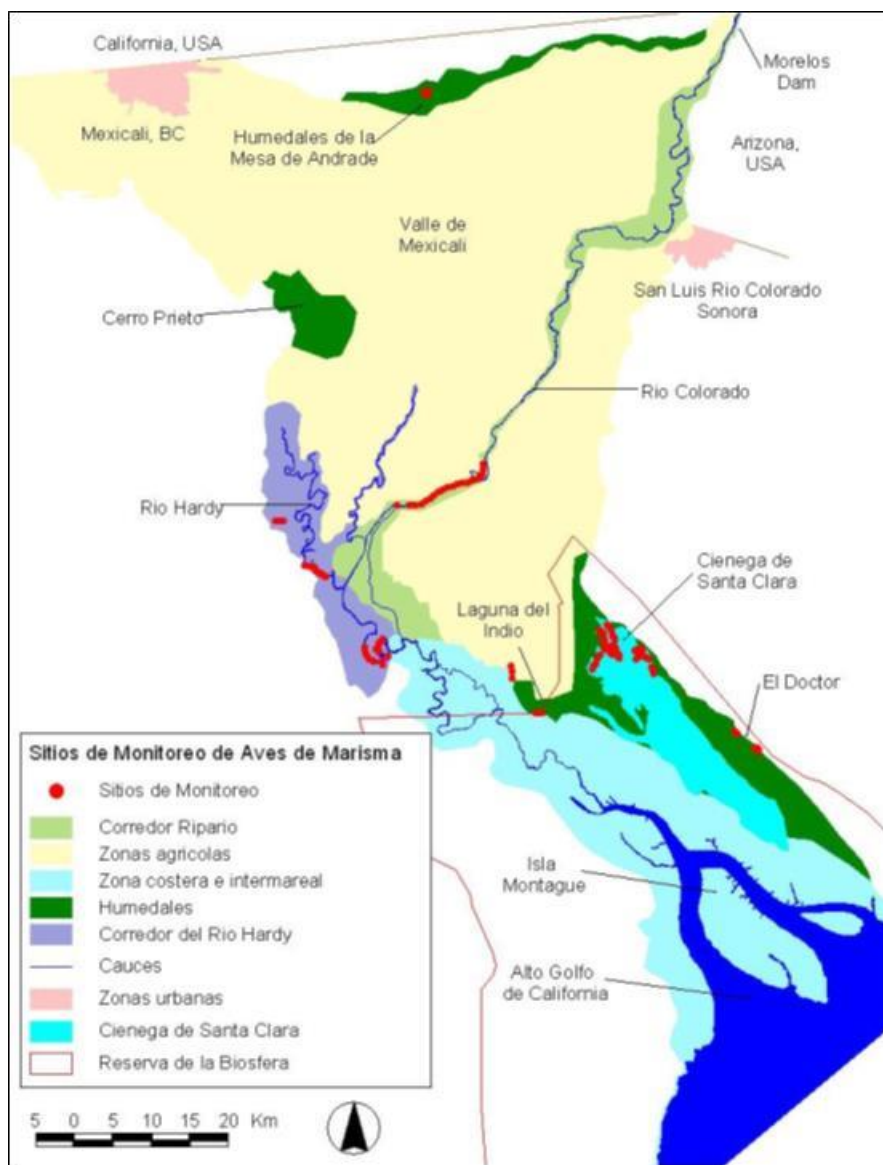 California, USA
Morelos
Dam
Mexicali, BC
Humedales de la
Mesa de Andrade
Arizona,
USA
Valle de
Mexicali
San Luis Rio Colorado
Sonora
Cerro Prieto
Rio Colorado
Rio Hardy
Cienega de
Santa Clara
Laguna del
Indio
El Doctor
Sitios de Monitoreo de Aves de Marisma
Sitios de Monitoreo
Corredor Ripario
Zonas agricolas
Zona costera e intermareal
Humedales
Corredor del Rio Hardy
Cauces
Zonas urbanas
Cienega de Santa Clara
Reserva de la Biosfera
Isla
Montague
Alto Golfo
de California
5 0 5 10 15 20 Km